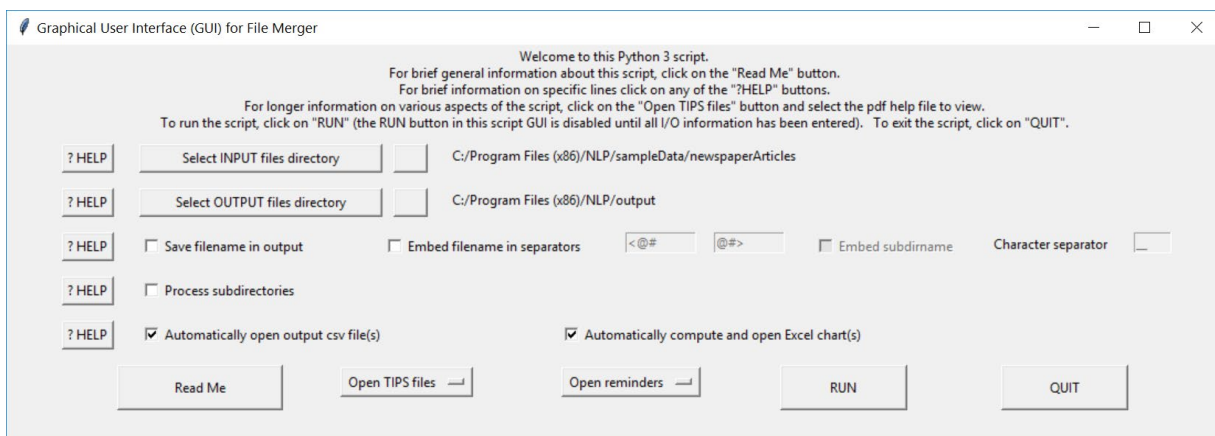 Graphical User Interface (GUI) for File Merger
Welcome to this Python 3 script.
For brief general information about this script, click on the "Read Me" button.
For brief information on specific lines click on any of the "?HELP" buttons.
For longer information on various aspects of the script, click on the "Open TIPS files" button and select the pdf help file to view.
To run the script, click on "RUN" (the RUN button in this script GUI is disabled until all I/O information has been entered). To exit the script, click on "QUIT".
? HELP Select INPUT files directory C:/Program Files (x86)/NLP/sampleData/newspaperArticles
? HELP Select OUTPUT files directory C:/Program Files (x86)/NLP/output
? HELP Save filename in output Embed filename in separators <@# @#> Embed subdirname Character separator __
? HELP Process subdirectories
? HELP Automatically open output csv file(s) Automatically compute and open Excel chart(s)
Read Me Open TIPS files Open reminders RUN QUIT